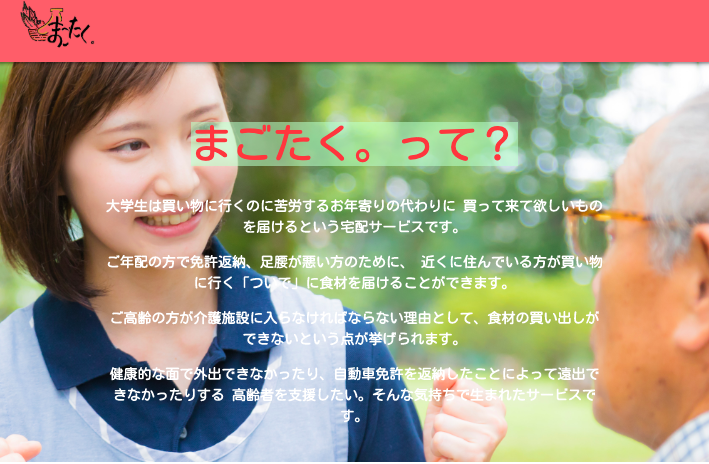 まごたく。
まごたく。って？
大学生は買い物に行くのに苦労するお年寄りの代わりに 買って来て欲しいもの
を届けるという宅配サービスです。
ご年配の方で免許返納、足腰が悪い方のために、 近くに住んでいる方が買い物
に行く「ついで」に食材を届けることができます。
ご高齢の方が介護施設に入らなければならない理由として、食材の買い出しが
できないという点が挙げられます。
健康的な面で外出できなかったり、自動車免許を返納したことによって遠出で
きなかったりする 高齢者を支援したい。そんな気持ちで生まれたサービスで
す。